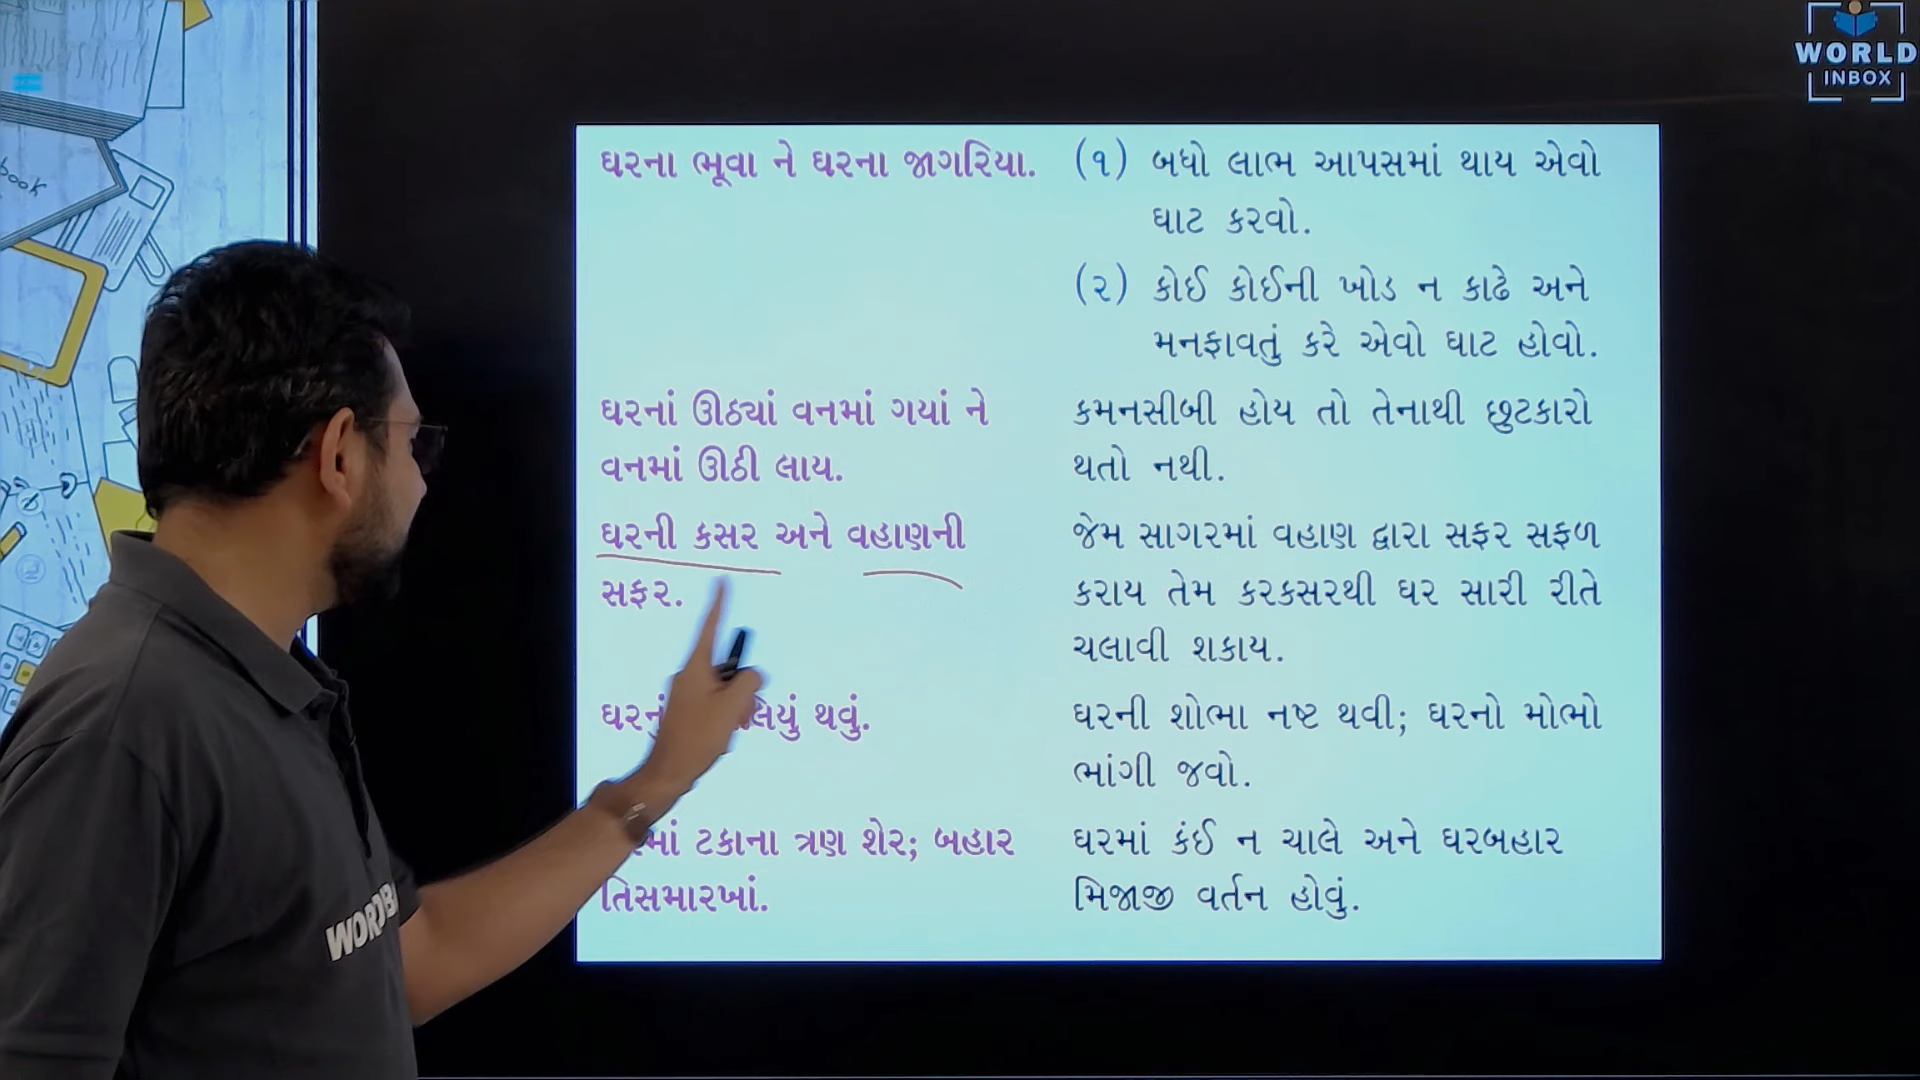 WORLD
INBOX
book
ઘરના ભૂવા ને ઘરના જાગરિયા.
(૧) બધો લાભ આપસમાં થાય એવો
ઘાટ કરવો.
(૨) કોઈ કોઈની ખોડ ન કાઢે અને
મનફાવતું કરે એવો ઘાટ હોવો.
ઘરનાં ઊઠ્યાં વનમાં ગયાં ને
વનમાં ઊઠી લાય.
કમનસીબી હોય તો તેનાથી છુટકારો
થતો નથી.
ઘરની કસર અને વહાણની
સફર.
જેમ સાગરમાં વહાણ દ્વારા સફર સફળ
કરાય તેમ કરકસરથી ઘર સારી રીતે
ચલાવી શકાય.
થવું.
ઘરની શોભા નષ્ટ થવી; ઘરનો મોભો
ભાંગી જવો.
ટકાના ત્રણ શેર; બહાર
તિસમારખાં.
ઘરમાં કંઈ ન ચાલે અને ઘરબહાર
મિજાજી વર્તન હોવું.